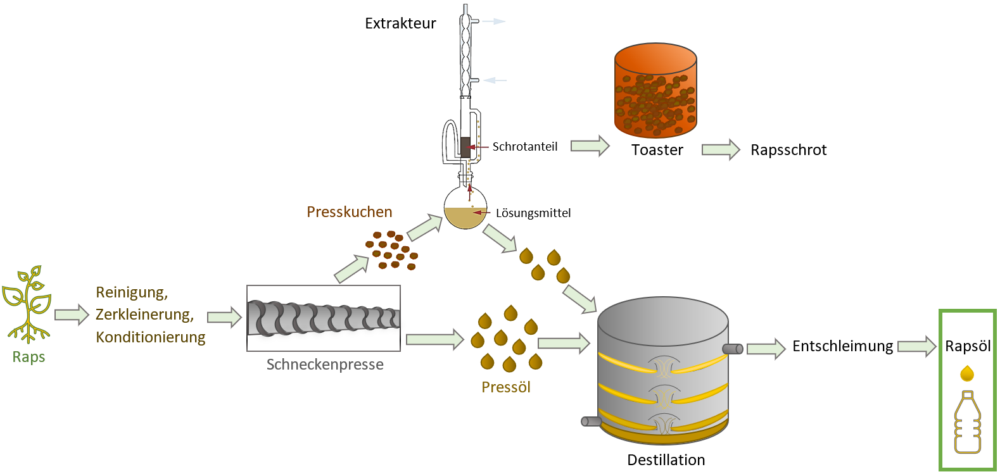 Extrakteur
Schrotanteil
Toaster
Rapsschrot
Presskuchen
Lösungsmittel
Raps
Reinigung,
Zerkleinerung,
Konditionierung
Schneckenpresse
Pressöl
Destillation
Entschleimung
Rapsöl